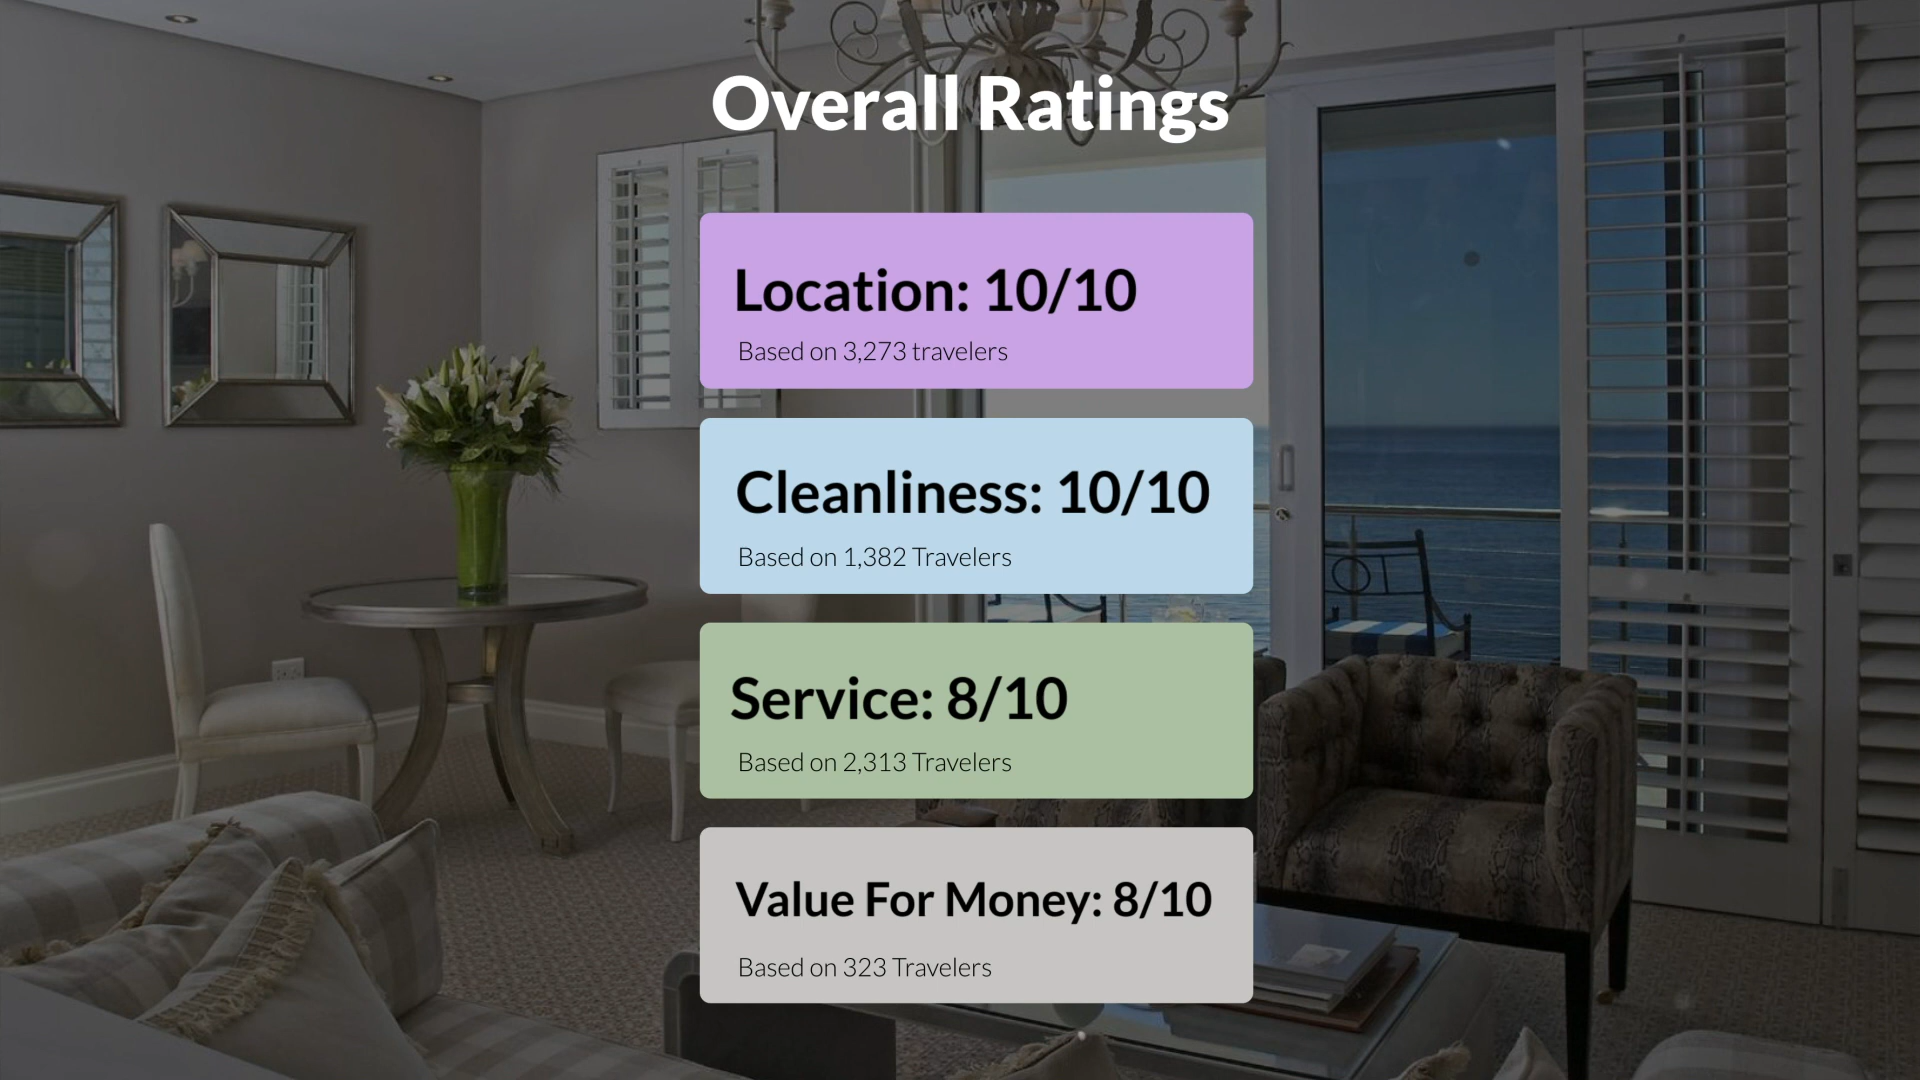 Overall Ratings
Location: 10/10
Based on 3,273 travelers
Cleanliness: 10/10
Based on 1,382 Travelers
Service: 8/10
Based on 2,313 Travelers
Value For Money: 8/10
Based on 323 Travelers